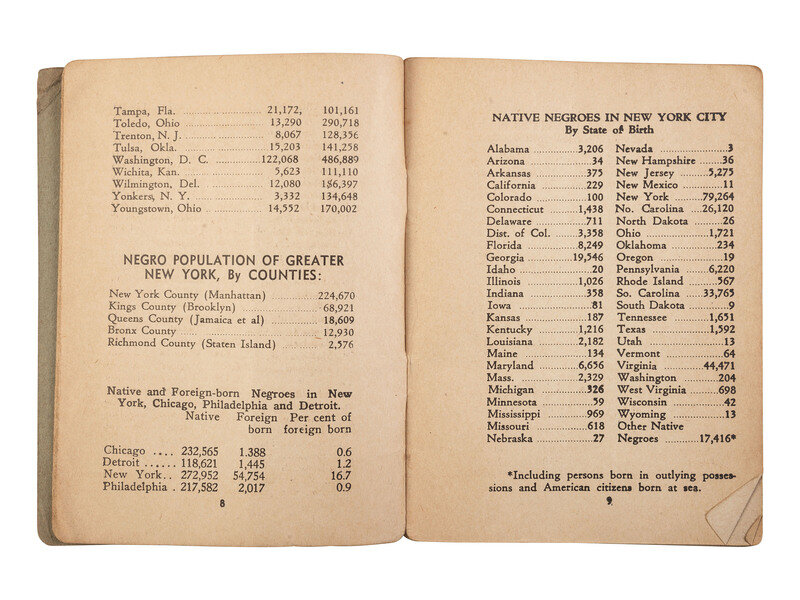 Tampa, Fla. .......................... 21,172, 101,161
Toledo, Ohio ........................ 13,290 290,718
Trenton, N. J. ........................ 8,067 128,356
Tulsa, Okla. .......................... 15,203 141,258
Washington, D. C. ............ 122,068 486,889
Wichita, Kan. ........................ 5,623 111,110
Wilmington, Del. ................ 12,080 186,397
Yonkers, N. Y. ...................... 3,332 134,648
Youngstown, Ohio .............. 14,552 170,002
NEGRO POPULATION OF GREATER
NEW YORK, By COUNTIES:
New York County (Manhattan) ............ 224,670
Kings County (Brooklyn) .................... 68,921
Queens County (Jamaica et al) ............ 18,609
Bronx County .................................... 12,930
Richmond County (Staten Island) ........ 2,576
Native and Foreign-born Negroes in New
York, Chicago, Philadelphia and Detroit.
Native Foreign Per cent of
born foreign born
Chicago .... 232,565 1.388 0.6
Detroit ...... 118,621 1,445 1.2
New York.. 272,952 54,754 16.7
Philadelphia . 217,582 2,017 0.9
8
NATIVE NEGROES IN NEW YORK CITY
By State of Birth
Alabama ............ 3,206
Arizona .............. 34
Arkansas ............ 375
California .......... 229
Colorado ............ 100
Connecticut ........ 1,438
Delaware ............ 711
Dist. of Col. ........ 3,358
Florida .............. 8,249
Georgia .............. 19,546
Idaho .................. 20
Illinois ................ 1,026
Indiana .............. 358
Iowa .................. 81
Kansas ................ 187
Kentucky ............ 1,216
Louisiana ............ 2,182
Maine ................ 134
Maryland ............ 6,656
Mass. .................. 2,329
Michigan ............ 526
Minnesota .......... 59
Mississippi .......... 969
Missouri ............ 618
Nebraska ............ 27
Nevada .................. 3
New Hampshire ...... 36
New Jersey ........ 5,275
New Mexico .......... 11
New York ........ 79,264
No. Carolina .... 26,120
North Dakota ........ 26
Ohio .................. 1,721
Oklahoma ............ 234
Oregon .................. 19
Pennsylvania ...... 6,220
Rhode Island ........ 567
So. Carolina ...... 33,765
South Dakota .......... 9
Tennessee .......... 1,651
Texas ................ 1,592
Utah ...................... 13
Vermont ................ 64
Virginia ............ 44,471
Washington .......... 204
West Virginia ...... 698
Wisconsin .............. 42
Wyoming .............. 13
Other Native
Negroes .......... 17,416*
*Including persons born in outlying posses-
sions and American citizens born at sea.
9